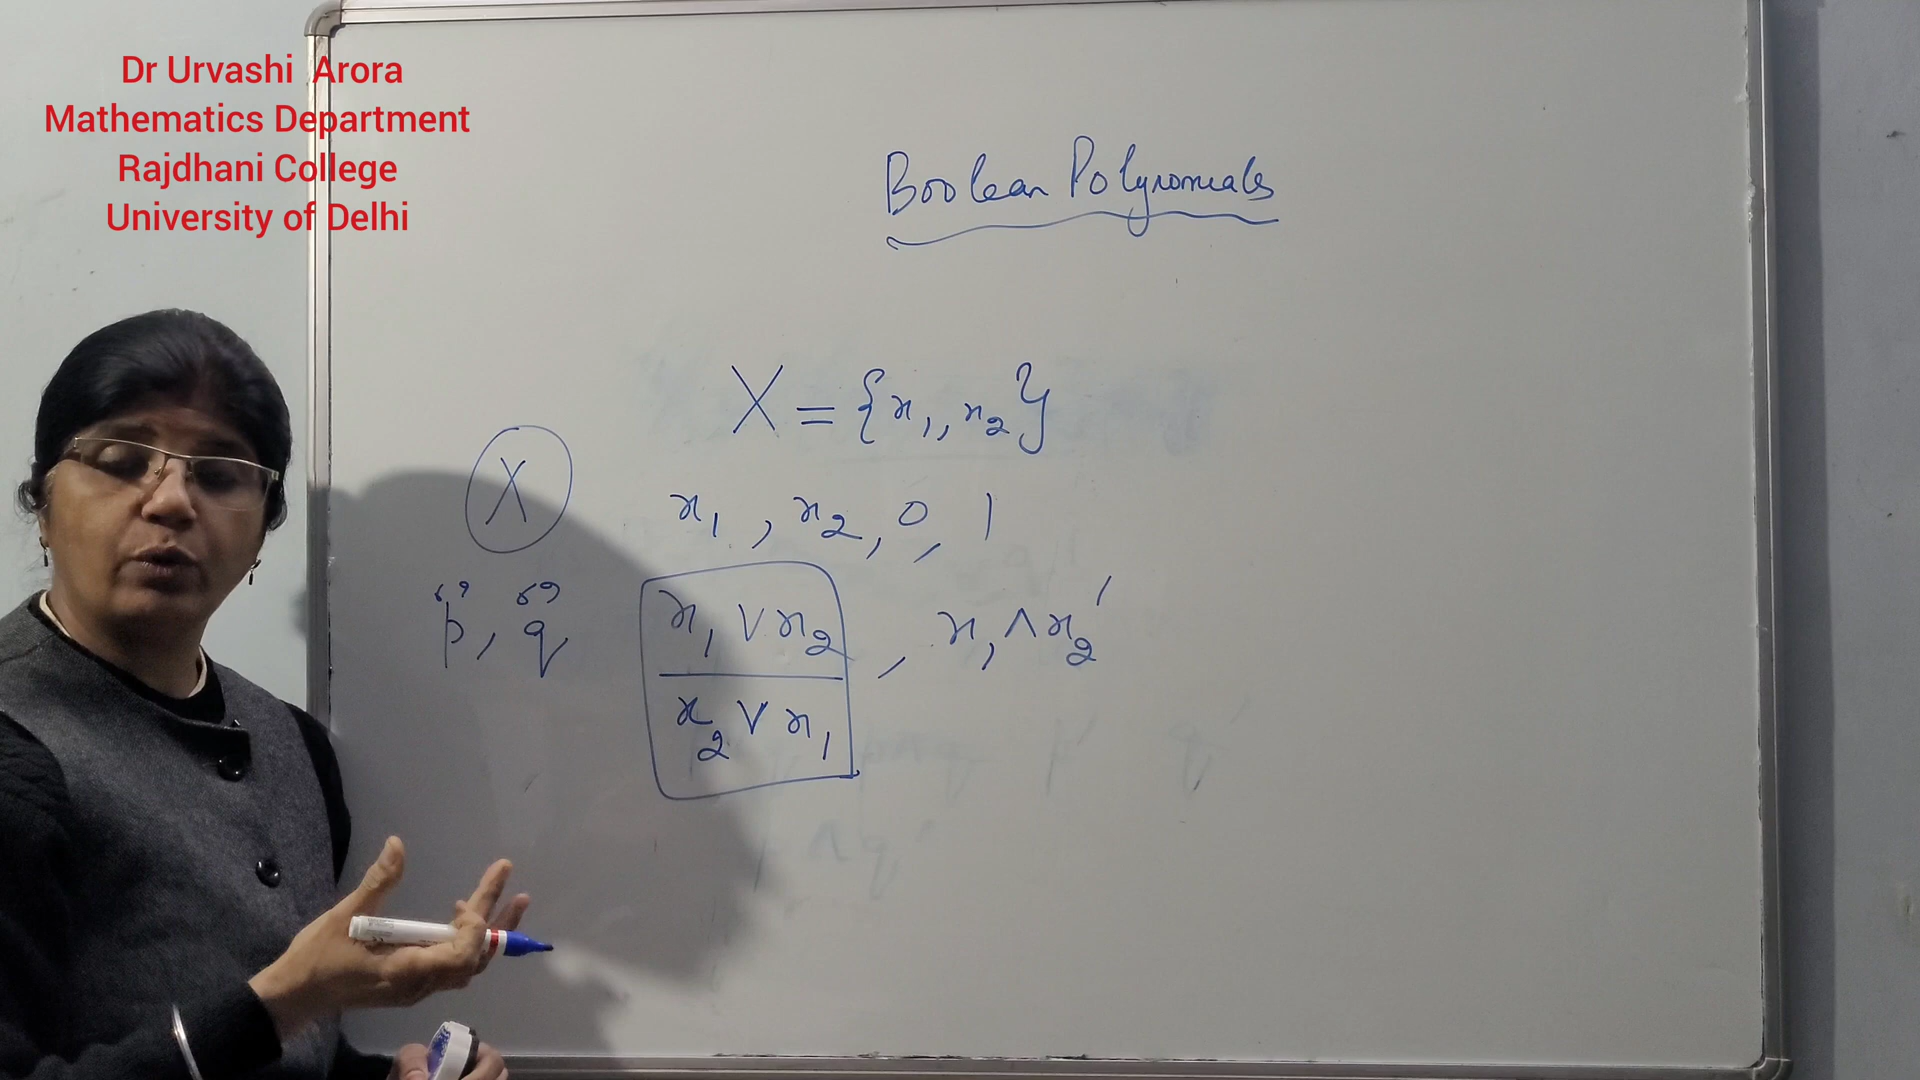 Dr Urvashi Arora
Mathematics Department
Rajdhani College
University of Delhi
Boolean Polynomials
X = {x₁, x₂}
X
x₁, x₂, 0, 1
"p", "q"
x₁ ∨ x₂, x₁ ∧ x₂'
x₂ ∨ x₁